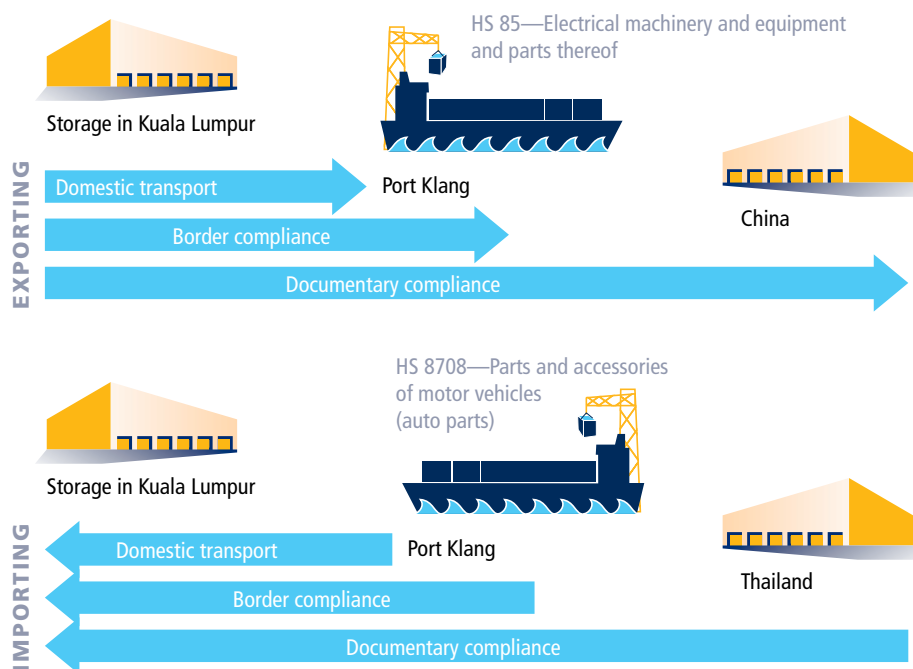 HS 85—Electrical machinery and equipment
and parts thereof
Storage in Kuala Lumpur
EXPORTING
Domestic transport
Port Klang
Border compliance
China
Documentary compliance
HS 8708—Parts and accessories
of motor vehicles
(auto parts)
Storage in Kuala Lumpur
IMPORTING
Domestic transport
Port Klang
Border compliance
Thailand
Documentary compliance